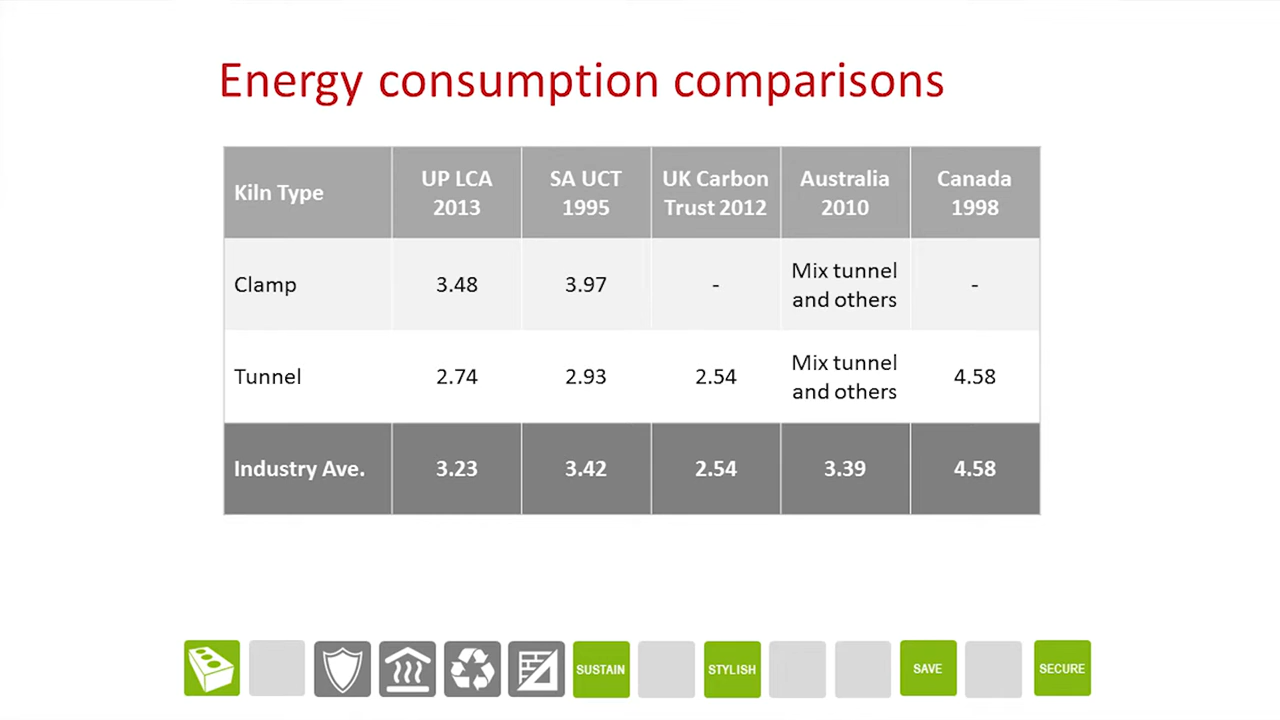 Energy consumption comparisons
Kiln Type
UP LCA
2013
SA UCT
1995
UK Carbon
Trust 2012
Australia
2010
Canada
1998
Clamp
3.48
3.97
-
Mix tunnel
and others
-
Tunnel
2.74
2.93
2.54
Mix tunnel
and others
4.58
Industry Ave.
3.23
3.42
2.54
3.39
4.58
SUSTAIN
STYLISH
SAVE
SECURE